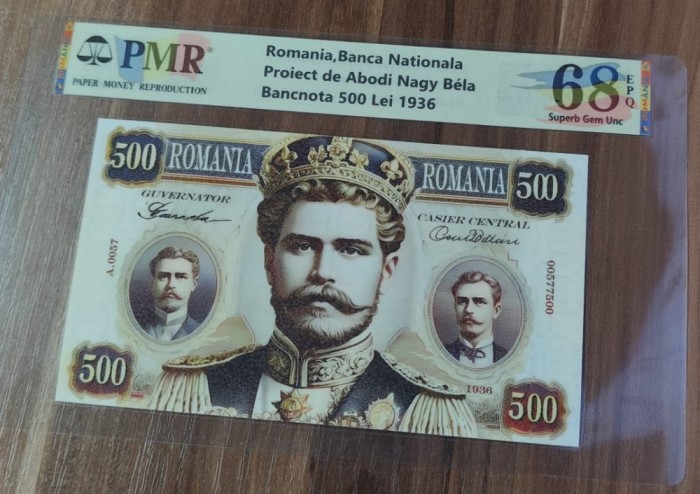 PMR
PAPER MONEY REPRODUCTION
Romania,Banca Nationala
Proiect de Abodi Nagy Béla
Bancnota 500 Lei 1936
68
EPQ
Superb Gem Unc
500 ROMANIA ROMANIA 500
GUVERNATOR
CASIER CENTRAL
A.0057
00577500
500
1936
500